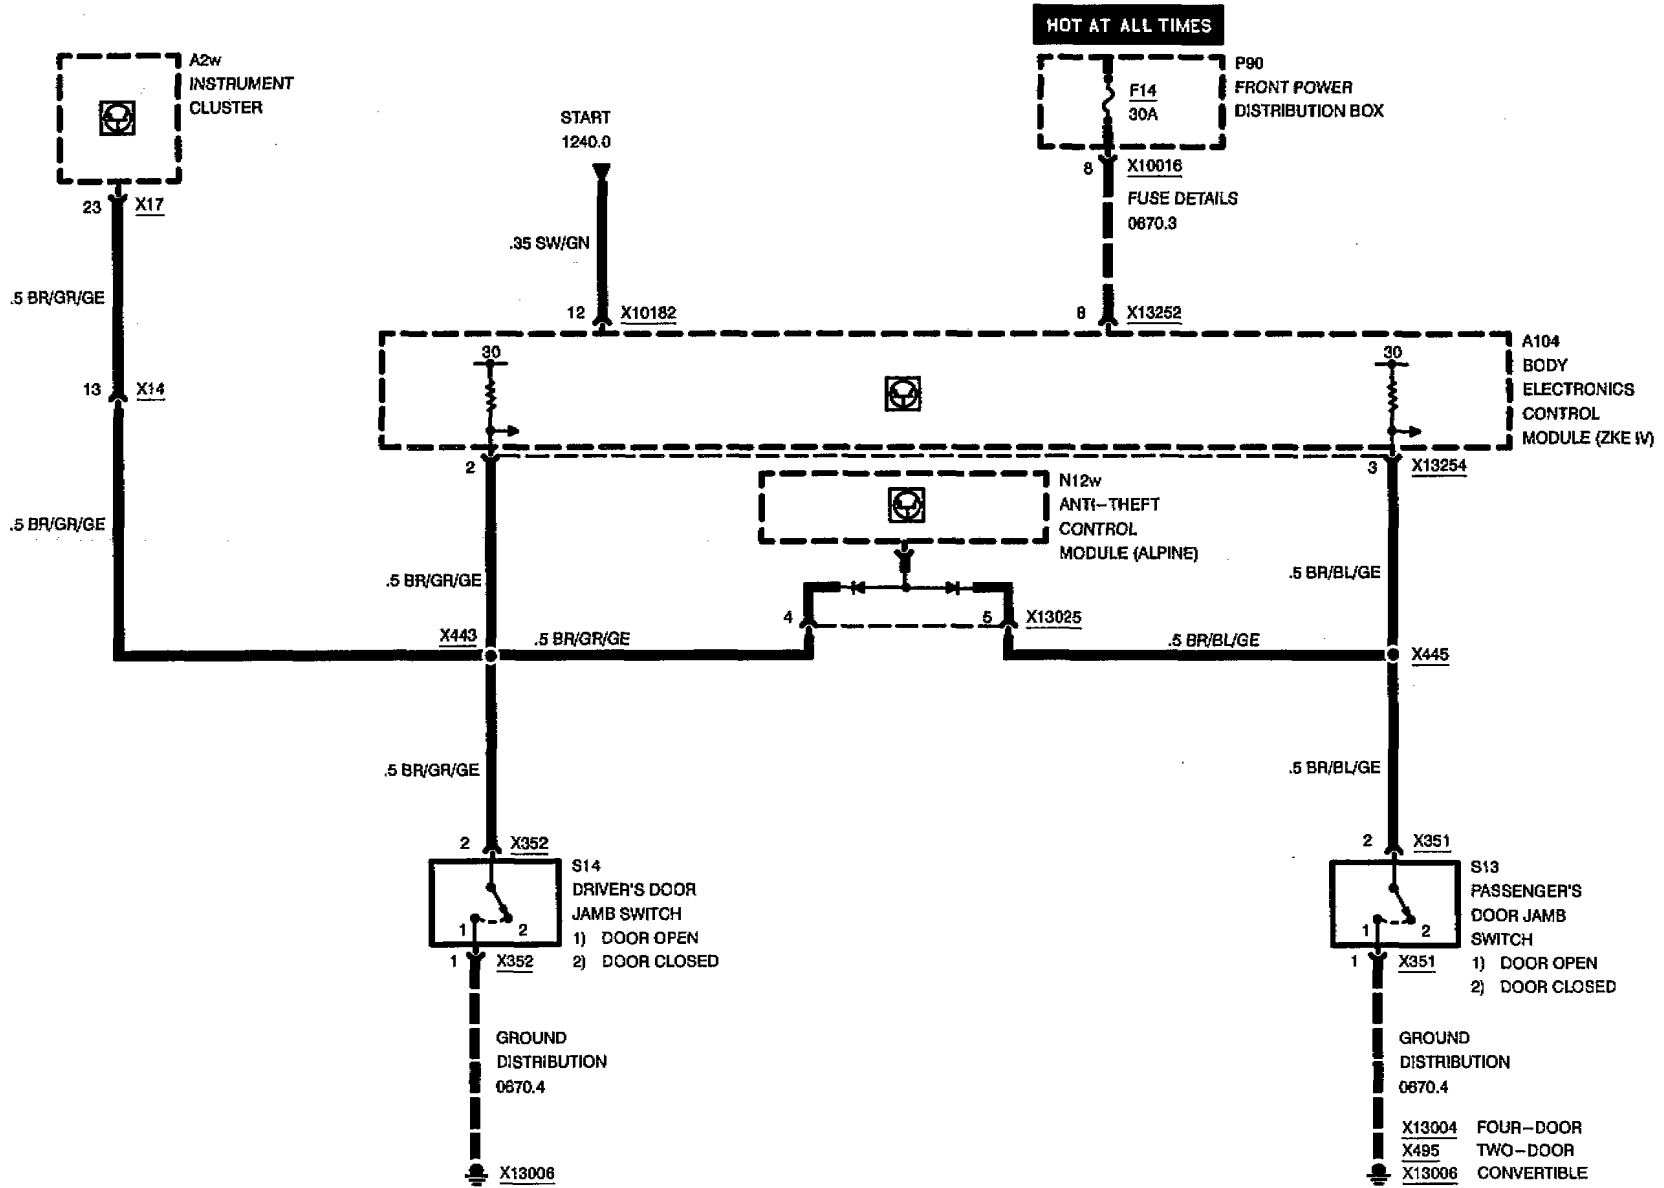 HOT AT ALL TIMES
A2w
INSTRUMENT
CLUSTER
P90
FRONT POWER
DISTRIBUTION BOX
F14
30A
START
1240.0
8 X10016
FUSE DETAILS
0670.3
23 X17
.35 SW/GN
.5 BR/GR/GE
12 X10182
8 X13252
A104
BODY
ELECTRONICS
CONTROL
MODULE (ZKE IV)
30
30
13 X14
2
3 X13254
N12w
ANTI-THEFT
CONTROL
MODULE (ALPINE)
.5 BR/GR/GE
.5 BR/GR/GE
.5 BR/BL/GE
4
5 X13025
X443
.5 BR/GR/GE
.5 BR/BL/GE
X445
.5 BR/GR/GE
.5 BR/BL/GE
2 X352
2 X351
S14
DRIVER'S DOOR
JAMB SWITCH
1) DOOR OPEN
2) DOOR CLOSED
1 2
S13
PASSENGER'S
DOOR JAMB
SWITCH
1) DOOR OPEN
2) DOOR CLOSED
1 2
1 X352
1 X351
GROUND
DISTRIBUTION
0670.4
GROUND
DISTRIBUTION
0670.4
X13006
X13004 FOUR-DOOR
X495 TWO-DOOR
X13006 CONVERTIBLE